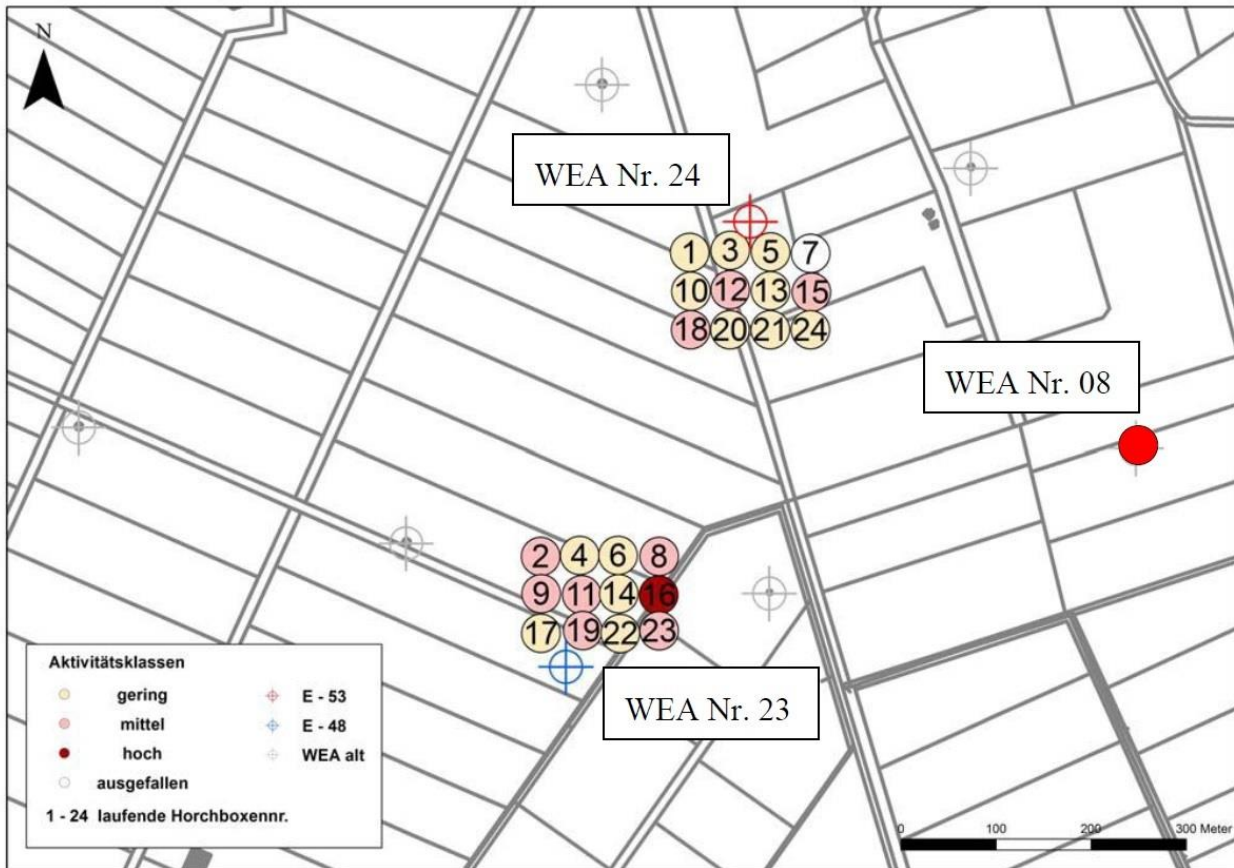 N
WEA Nr. 24
1 3 5 7
10 12 13 15
18 20 21 24
WEA Nr. 08
2 4 6 8
9 11 14 16
17 19 22 23
WEA Nr. 23
Aktivitätsklassen
gering
mittel
hoch
ausgefallen
E - 53
E - 48
WEA alt
1 - 24 laufende Horchboxennr.
0 100 200 300 Meter